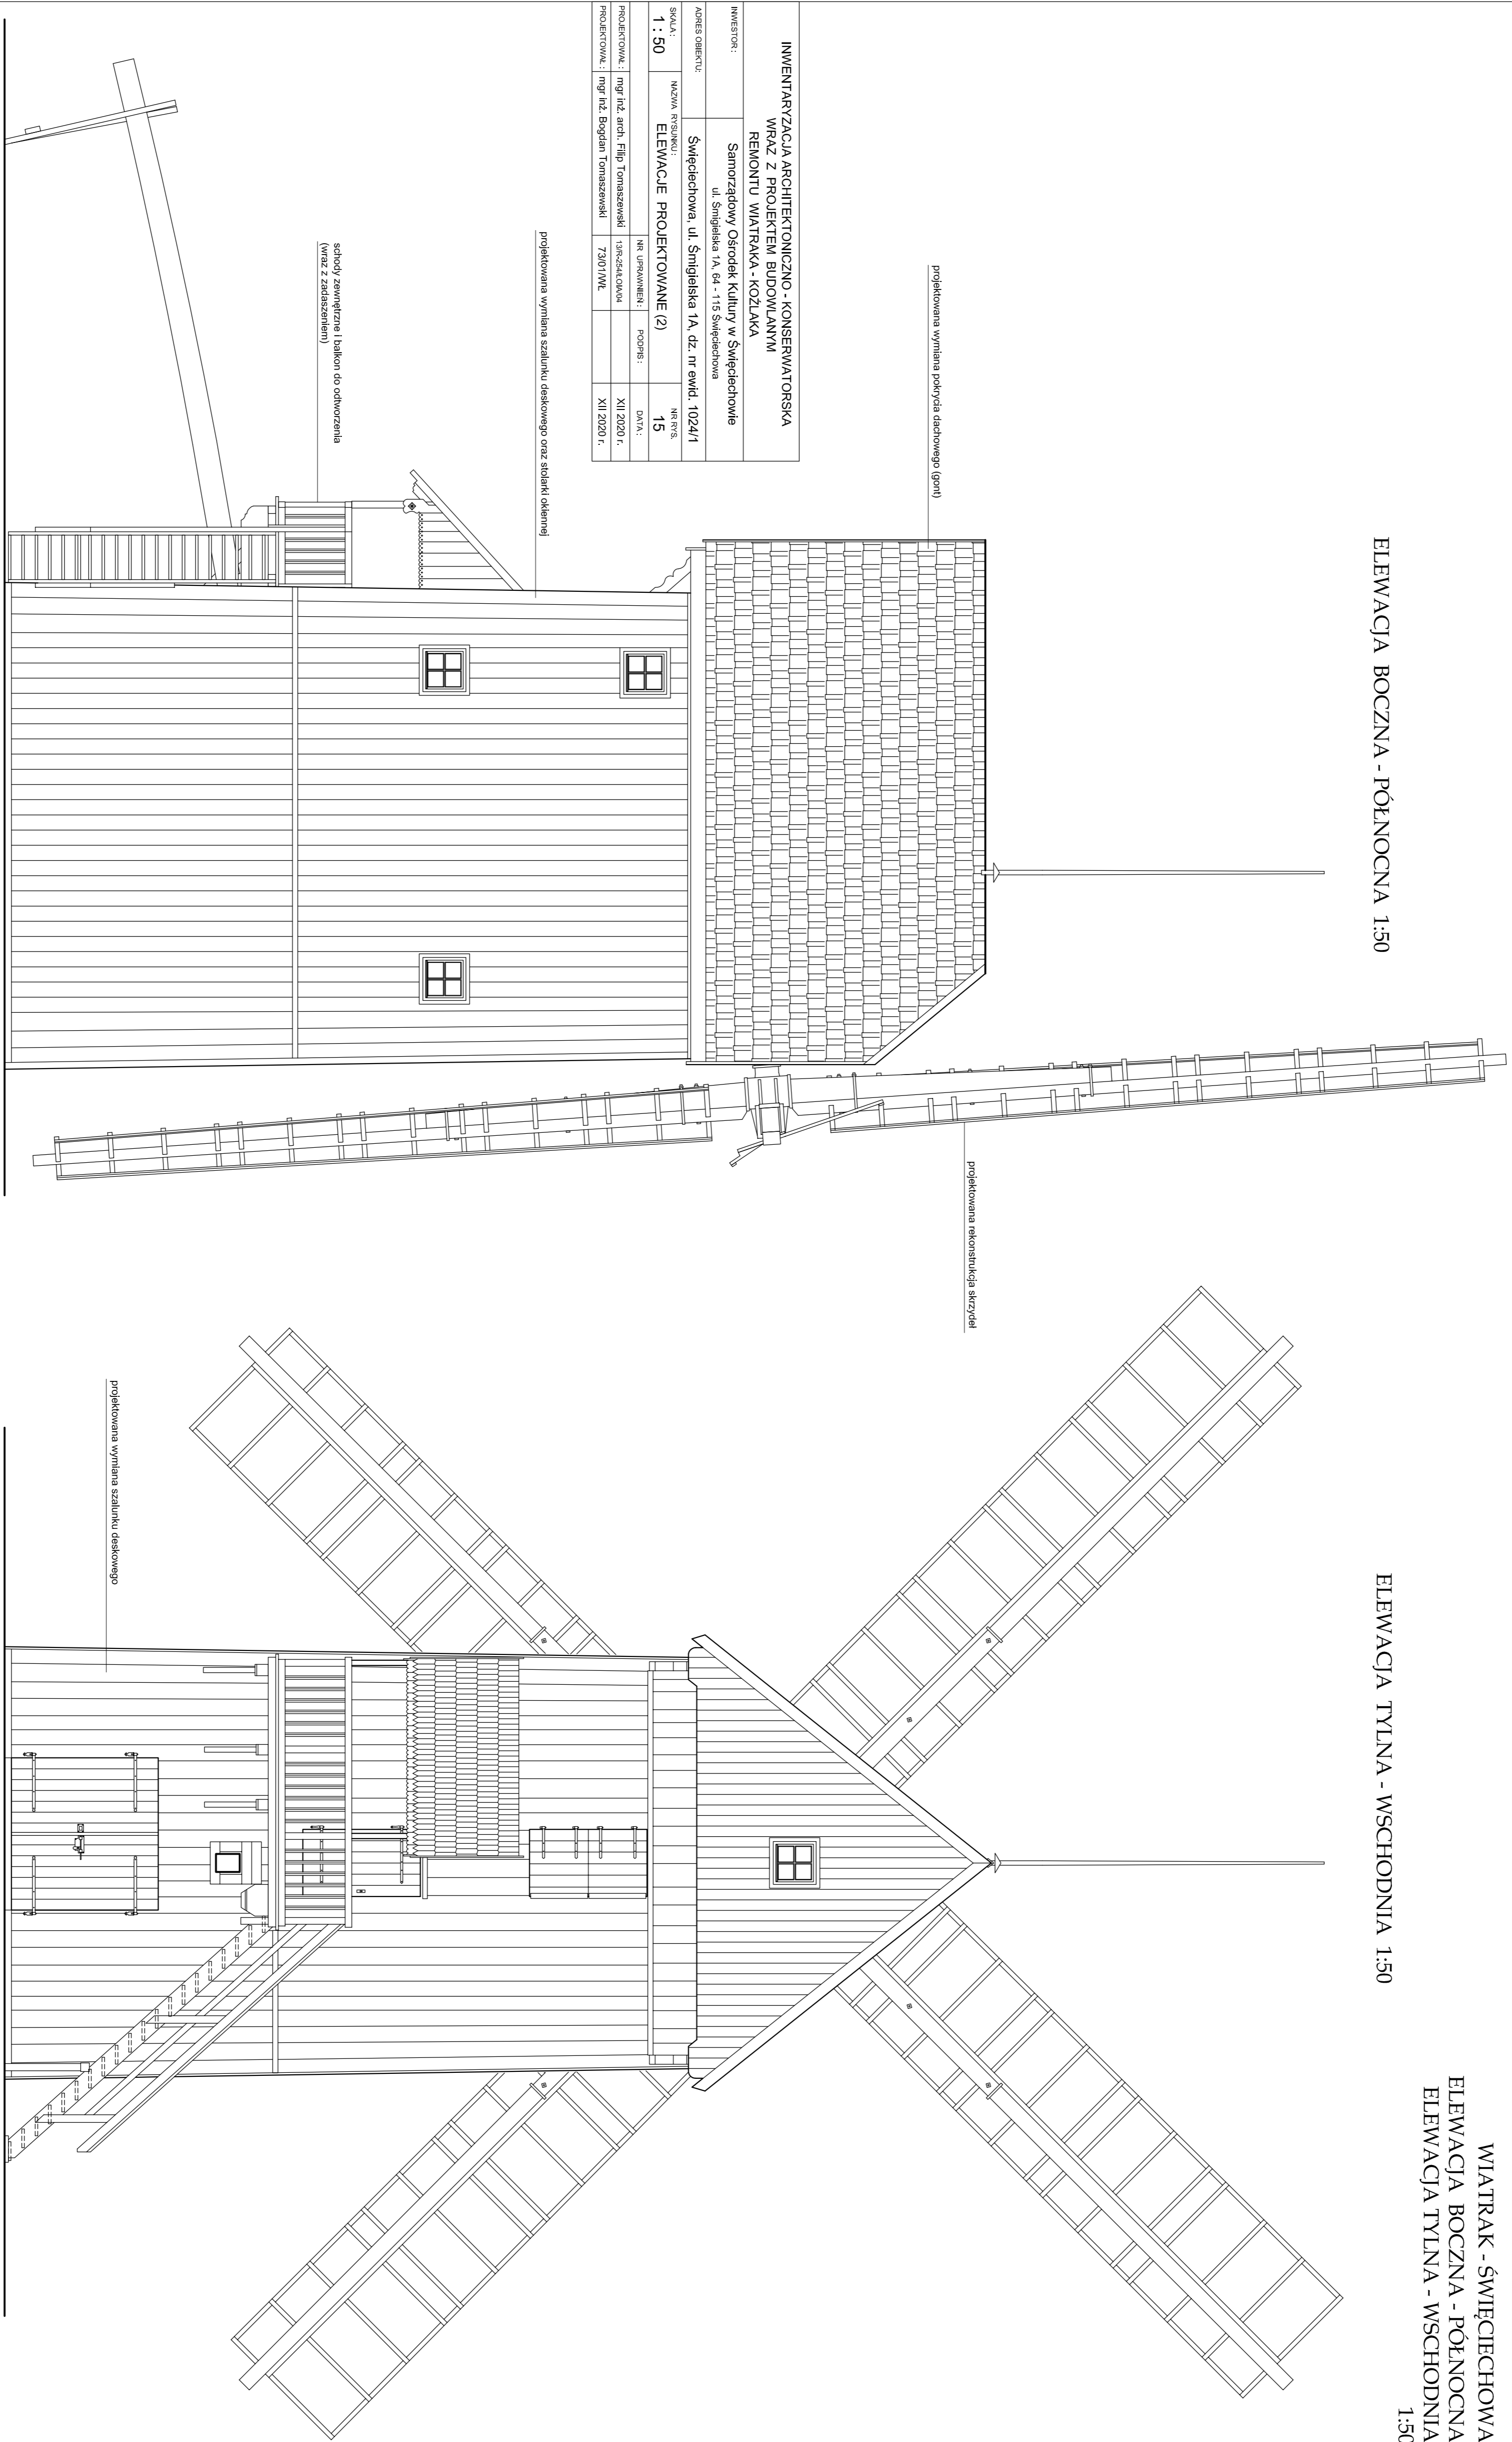 WIATRAK - ŚWIĘCIECHOWA
ELEWACJA BOCZNA - PÓŁNOCNA
ELEWACJA TYLNA - WSCHODNIA
1:50
ELEWACJA BOCZNA - PÓŁNOCNA 1:50
ELEWACJA TYLNA - WSCHODNIA 1:50
projektowana wymiana pokrycia dachowego (gont)
projektowana rekonstrukcja skrzydeł
projektowana wymiana szalunku deskowego oraz stolarki okiennej
schody zewnętrzne i balkon do odtworzenia
(wraz z zadaszeniem)
projektowana wymiana szalunku deskowego
INWENTARYZACJA ARCHITEKTONICZNO - KONSERWATORSKA
WRAZ Z PROJEKTEM BUDOWLANYM
REMONTU WIATRAKA - KOŹLAKA
INWESTOR :
Samorządowy Ośrodek Kultury w Święciechowie
ul. Śmigielska 1A, 64 - 115 Święciechowa
ADRES OBIEKTU:
Święciechowa, ul. Śmigielska 1A, dz. nr ewid. 1024/1
SKALA : NAZWA RYSUNKU : NR RYS.
1 : 50 ELEWACJE PROJEKTOWANE (2) 15
NR UPRAWNIEŃ : PODPIS : DATA :
PROJEKTOWAŁ : mgr inż. arch. Filip Tomaszewski 13/R-254/ŁOIA/04 XII 2020 r.
PROJEKTOWAŁ : mgr inż. Bogdan Tomaszewski 73/01/WŁ XII 2020 r.